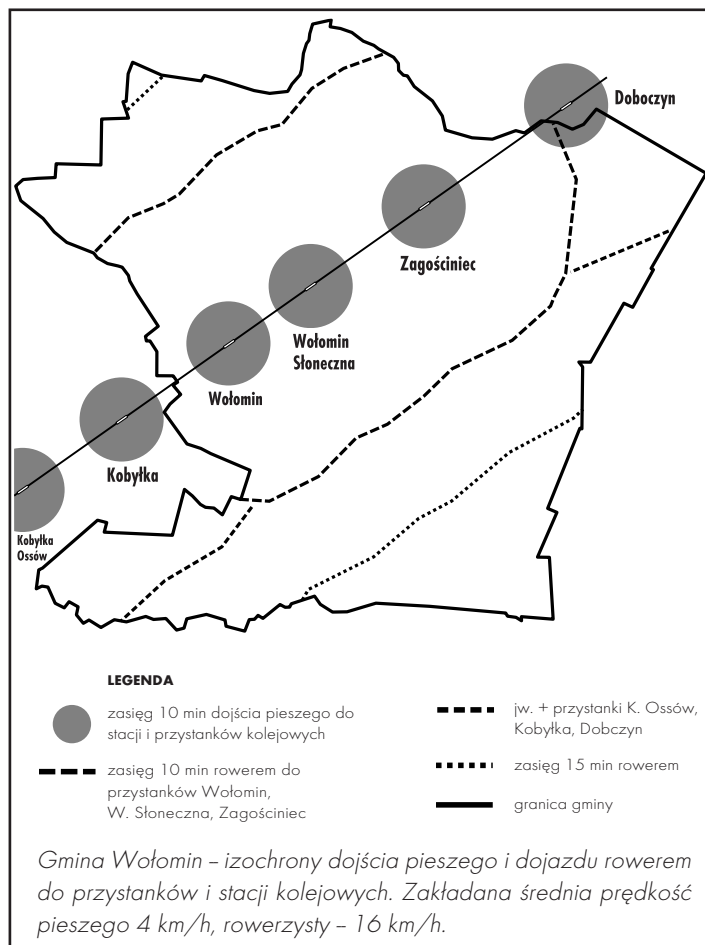 Doboczyn
Zagościniec
Wołomin
Słoneczna
Wołomin
Kobyłka
Kobyłka
Ossów
LEGENDA
zasięg 10 min dojścia pieszego do
stacji i przystanków kolejowych
zasięg 10 min rowerem do
przystanków Wołomin,
W. Słoneczna, Zagościniec
jw. + przystanki K. Ossów,
Kobyłka, Dobczyn
zasięg 15 min rowerem
granica gminy
Gmina Wołomin – izochrony dojścia pieszego i dojazdu rowerem
do przystanków i stacji kolejowych. Zakładana średnia prędkość
pieszego 4 km/h, rowerzysty – 16 km/h.